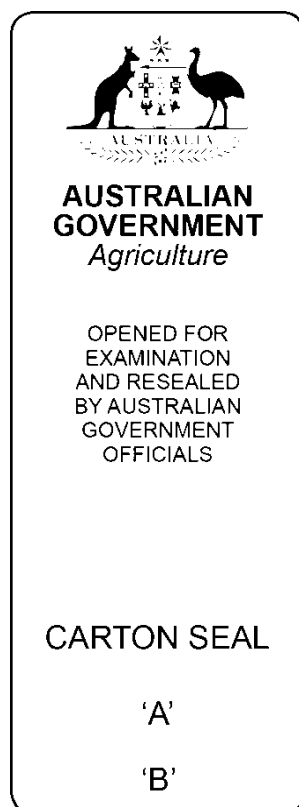 AUSTRALIA
AUSTRALIAN
GOVERNMENT
Agriculture
OPENED FOR
EXAMINATION
AND RESEALED
BY AUSTRALIAN
GOVERNMENT
OFFICIALS
CARTON SEAL
‘A’
‘B’